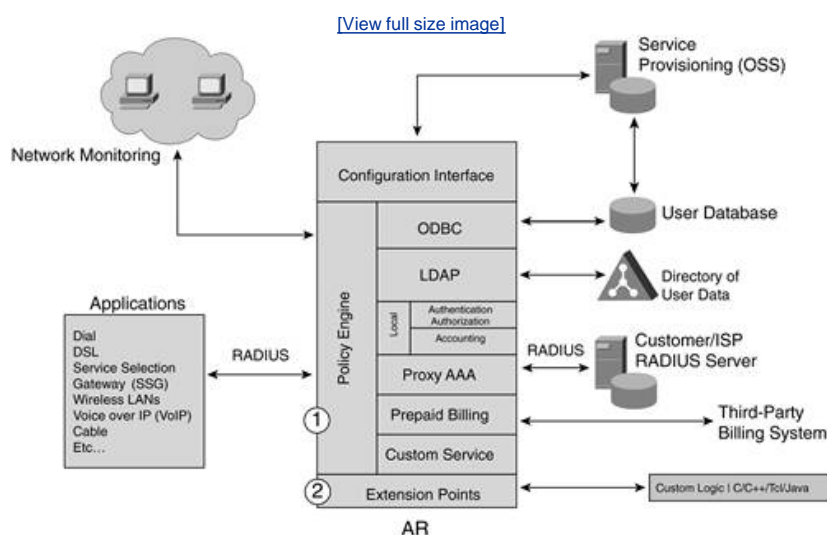 [View full size image]
Service
Provisioning (OSS)
Network Monitoring
Configuration Interface
Policy Engine
ODBC
User Database
LDAP
Directory of
User Data
Applications
Dial
DSL
Service Selection
Gateway (SSG)
Wireless LANs
Voice over IP (VoIP)
Cable
Etc...
RADIUS
Local
Authentication
Authorization
Accounting
RADIUS
Customer/ISP
RADIUS Server
Proxy AAA
1
Prepaid Billing
Third-Party
Billing System
Custom Service
2
Extension Points
Custom Logic | C/C++/Tcl/Java
AR